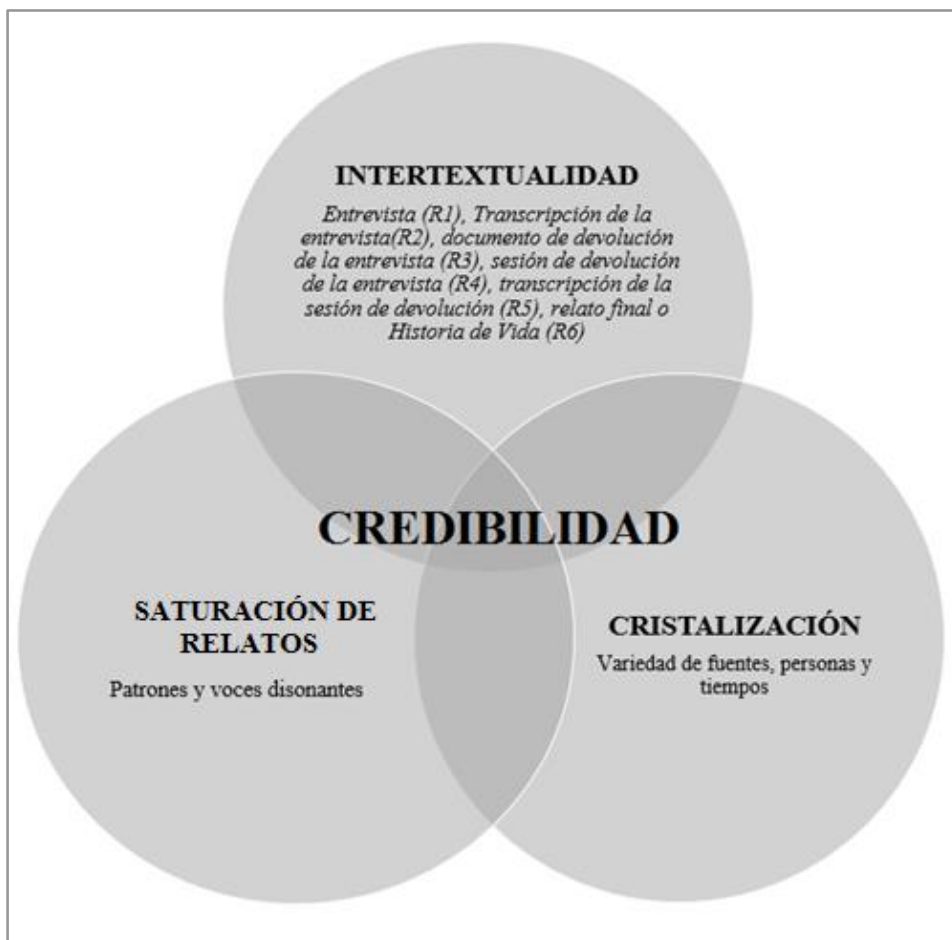 INTERTEXTUALIDAD
Entrevista (R1), Transcripción de la
entrevista(R2), documento de devolución
de la entrevista (R3), sesión de devolución
de la entrevista (R4), transcripción de la
sesión de devolución (R5), relato final o
Historia de Vida (R6)
CREDIBILIDAD
SATURACIÓN DE
RELATOS
Patrones y voces disonantes
CRISTALIZACIÓN
Variedad de fuentes, personas y
tiempos